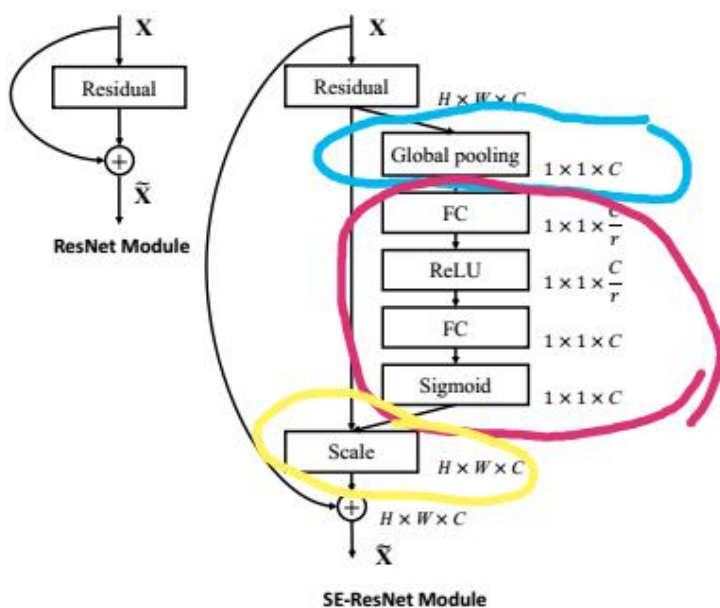 X
Residual
+
X̃
ResNet Module
X
Residual
H × W × C
Global pooling
1 × 1 × C
FC
1 × 1 × C/r
ReLU
1 × 1 × C/r
FC
1 × 1 × C
Sigmoid
1 × 1 × C
Scale
H × W × C
+
H × W × C
X̃
SE-ResNet Module